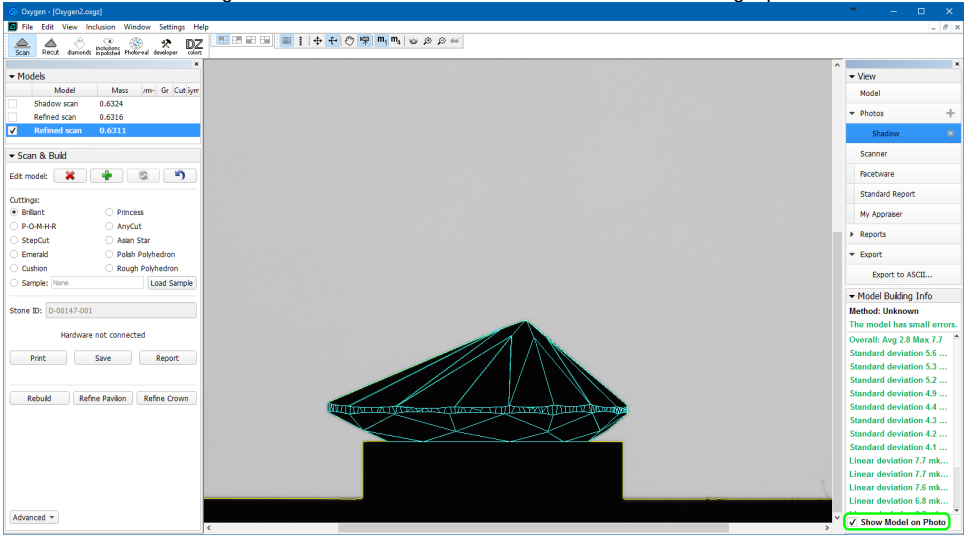 Oxygen - [Oxygen2.oxgz]
File Edit View Inclusion Window Settings Help
Scan Recut diamonds inclusions in polished Photoreal developer DZ colors
m₁
Models
Model Mass /m- Gr Cut iym
Shadow scan 0.6324
Refined scan 0.6316
Refined scan 0.6311
Scan & Build
Edit model:
Cuttings:
Brilliant Princess
P-O-M-H-R AnyCut
StepCut Asian Star
Emerald Polish Polyhedron
Cushion Rough Polyhedron
Sample: None Load Sample
Stone ID: D-00147-001
Hardware not connected
Print Save Report
Rebuild Refine Pavilion Refine Crown
Advanced
View
Model
Photos
Shadow
Scanner
Facetware
Standard Report
My Appraiser
Reports
Export
Export to ASCII...
Model Building Info
Method: Unknown
The model has small errors.
Overall: Avg 2.8 Max 7.7
Standard deviation 5.6 ...
Standard deviation 5.3 ...
Standard deviation 5.2 ...
Standard deviation 4.9 ...
Standard deviation 4.4 ...
Standard deviation 4.3 ...
Standard deviation 4.2 ...
Standard deviation 4.1 ...
Linear deviation 7.7 mk...
Linear deviation 7.7 mk...
Linear deviation 7.6 mk...
Linear deviation 6.8 mk...
Show Model on Photo